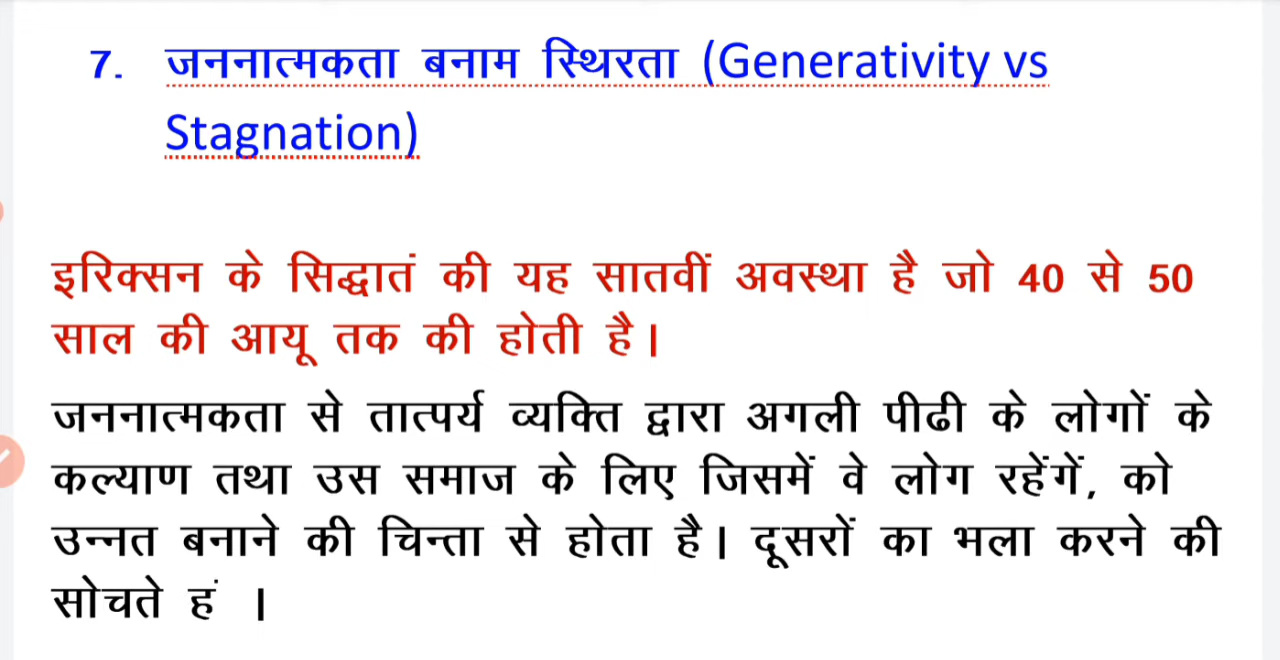 7. जननात्मकता बनाम स्थिरता (Generativity vs
Stagnation)
इरिक्सन के सिद्धातं की यह सातवीं अवस्था है जो 40 से 50
साल की आयू तक की होती है।
जननात्मकता से तात्पर्य व्यक्ति द्वारा अगली पीढी के लोगों के
कल्याण तथा उस समाज के लिए जिसमें वे लोग रहेंगें, को
उन्नत बनाने की चिन्ता से होता है। दूसरों का भला करने की
सोचते हं ।